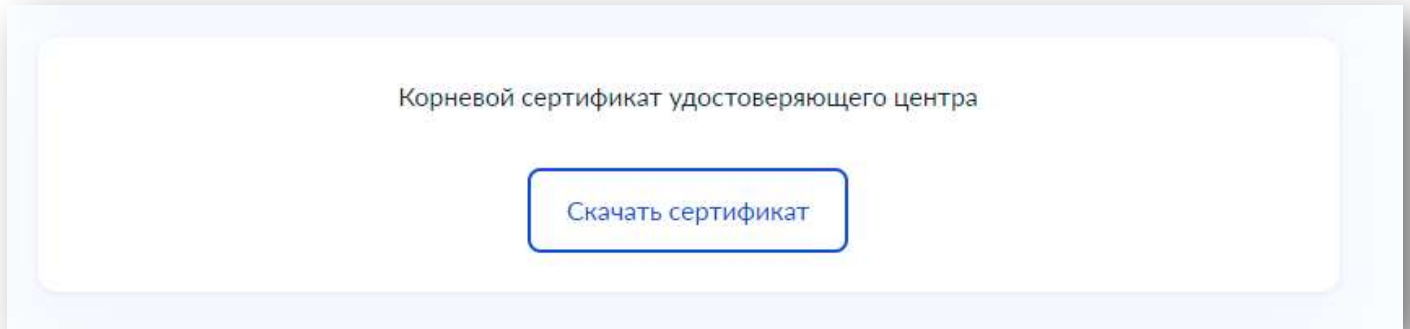 Корневой сертификат удостоверяющего центра
Скачать сертификат